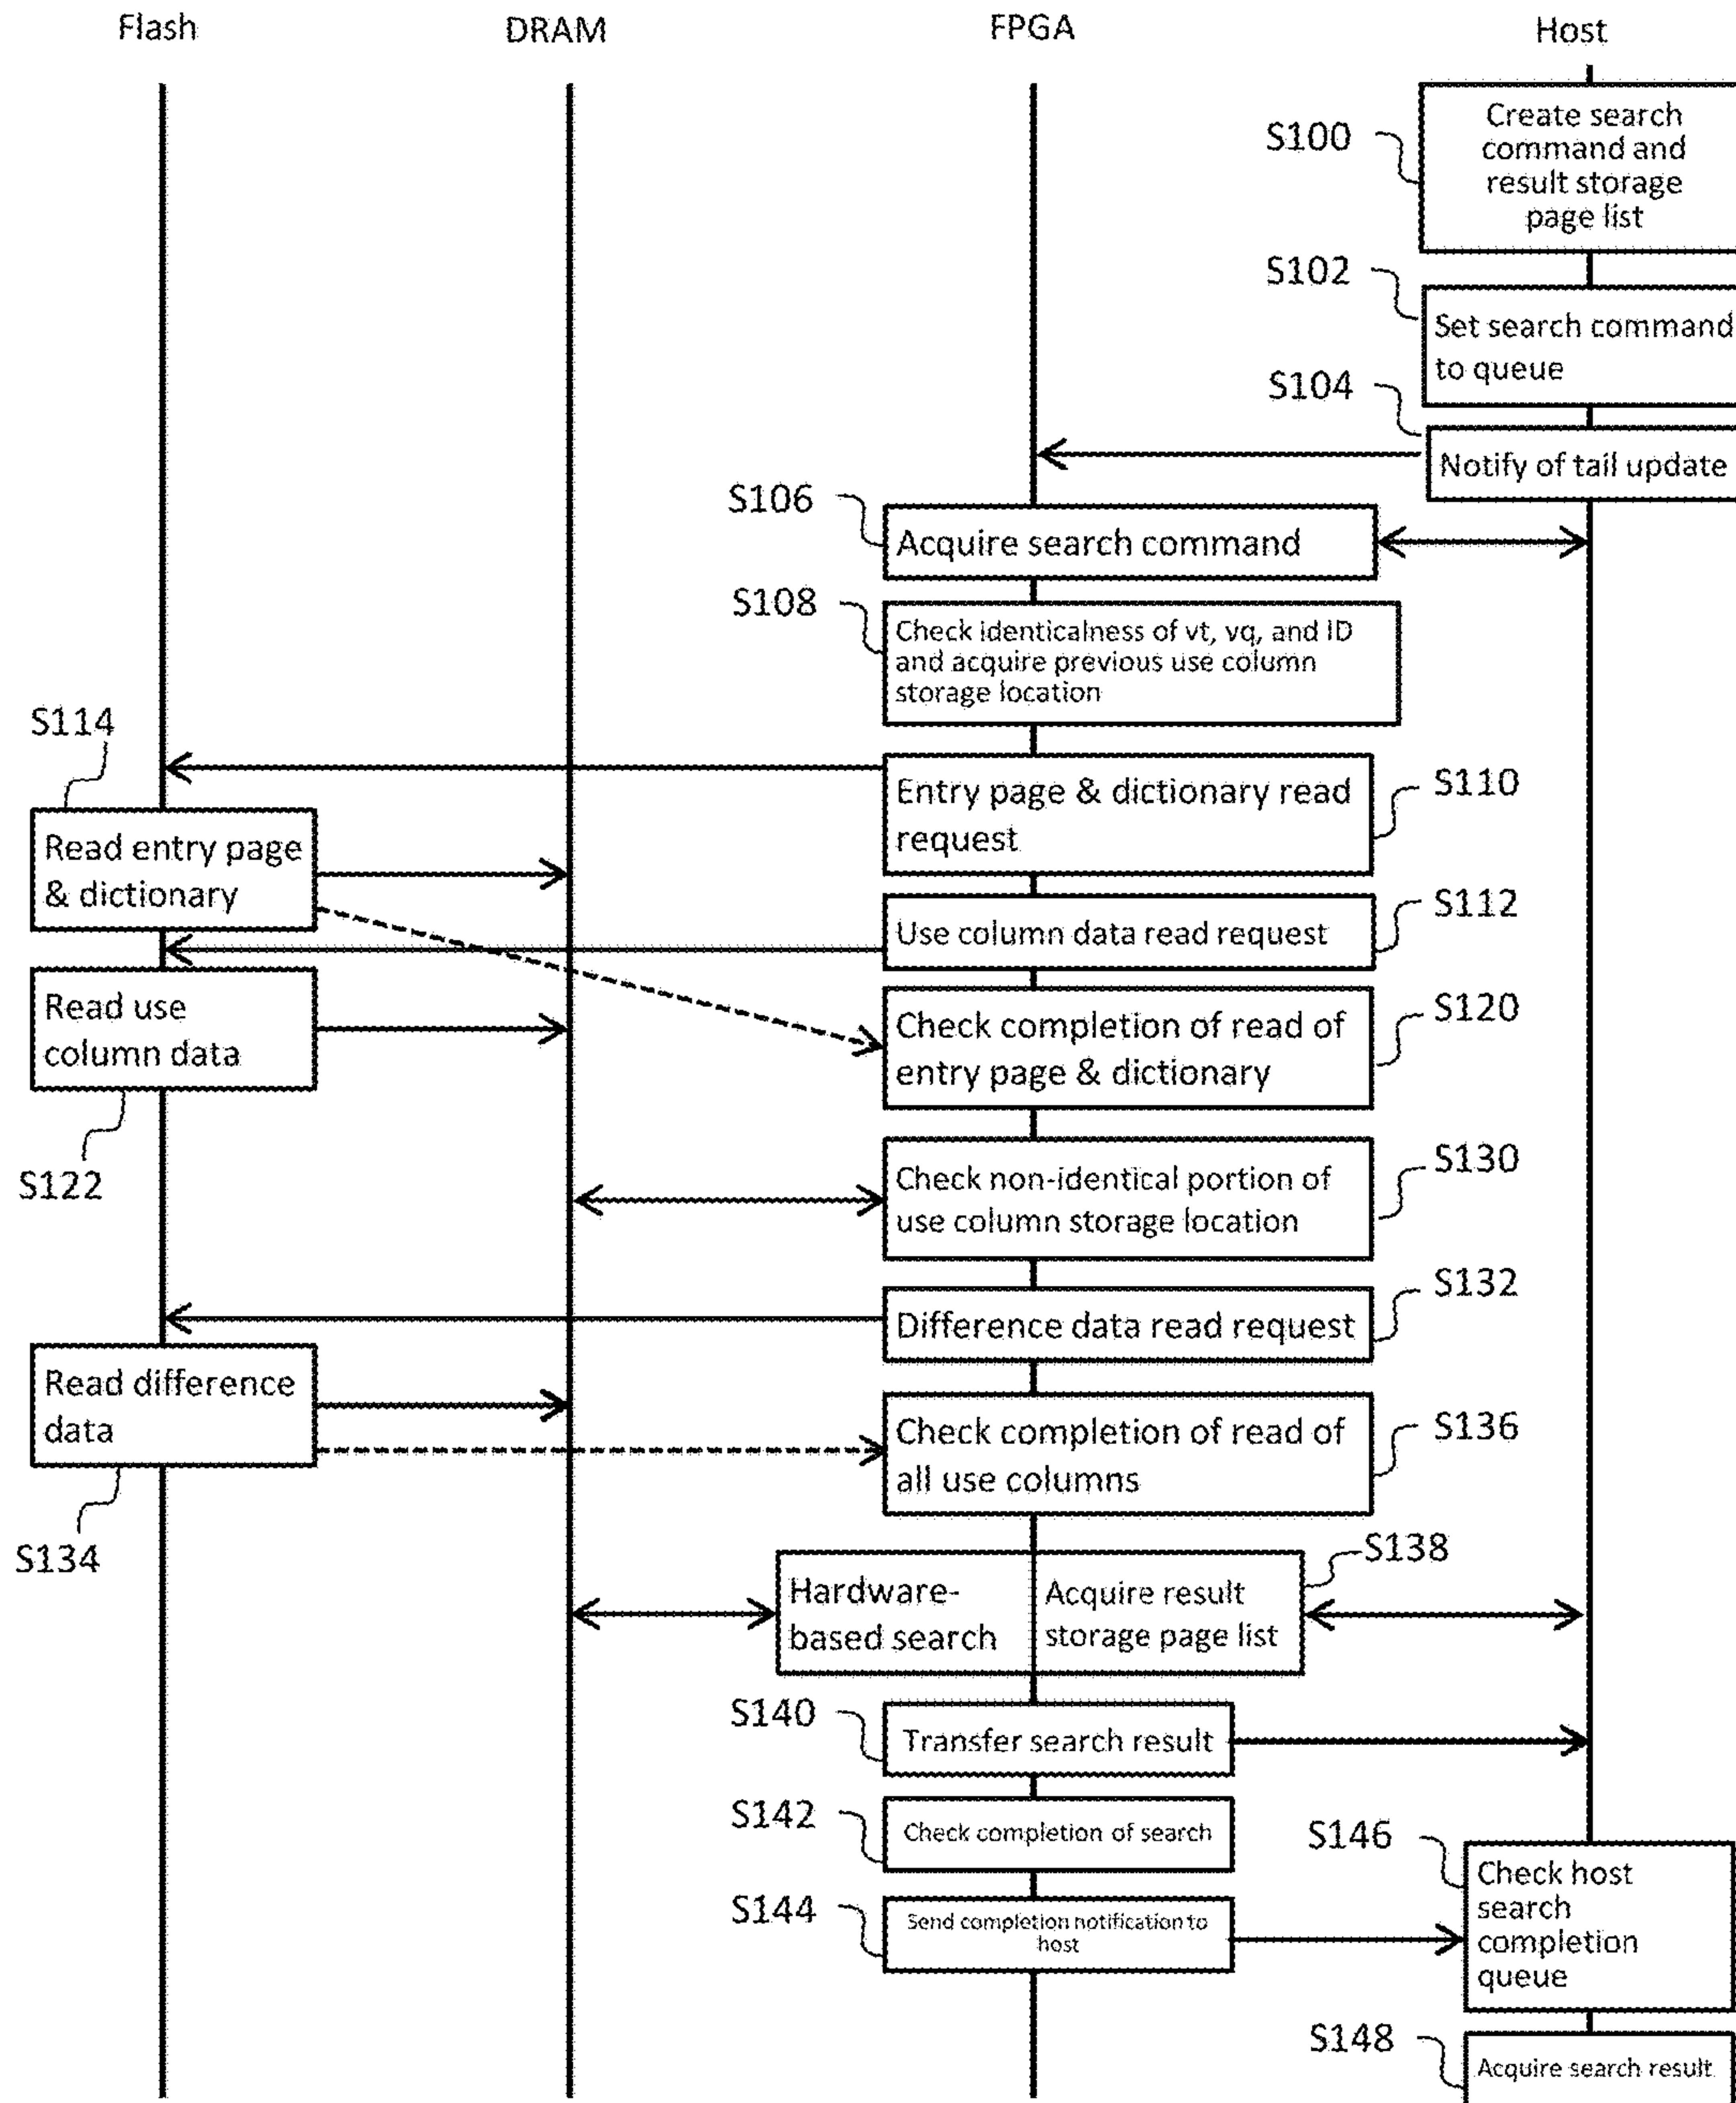 Flash
DRAM
FPGA
Host
S100
Create search
command and
result storage
page list
S102
Set search command
to queue
S104
Notify of tail update
S106
Acquire search command
S108
Check identicalness of vt, vq, and ID
and acquire previous use column
storage location
S114
Entry page & dictionary read
request
S110
Read entry page
& dictionary
Use column data read request
S112
Read use
column data
S122
Check completion of read of
entry page & dictionary
S120
Check non-identical portion of
use column storage location
S130
Difference data read request
S132
Read difference
data
S134
Check completion of read of
all use columns
S136
Hardware-
based search
Acquire result
storage page list
S138
S140
Transfer search result
S142
Check completion of search
S144
Send completion notification to
host
S146
Check host
search
completion
queue
S148
Acquire search result